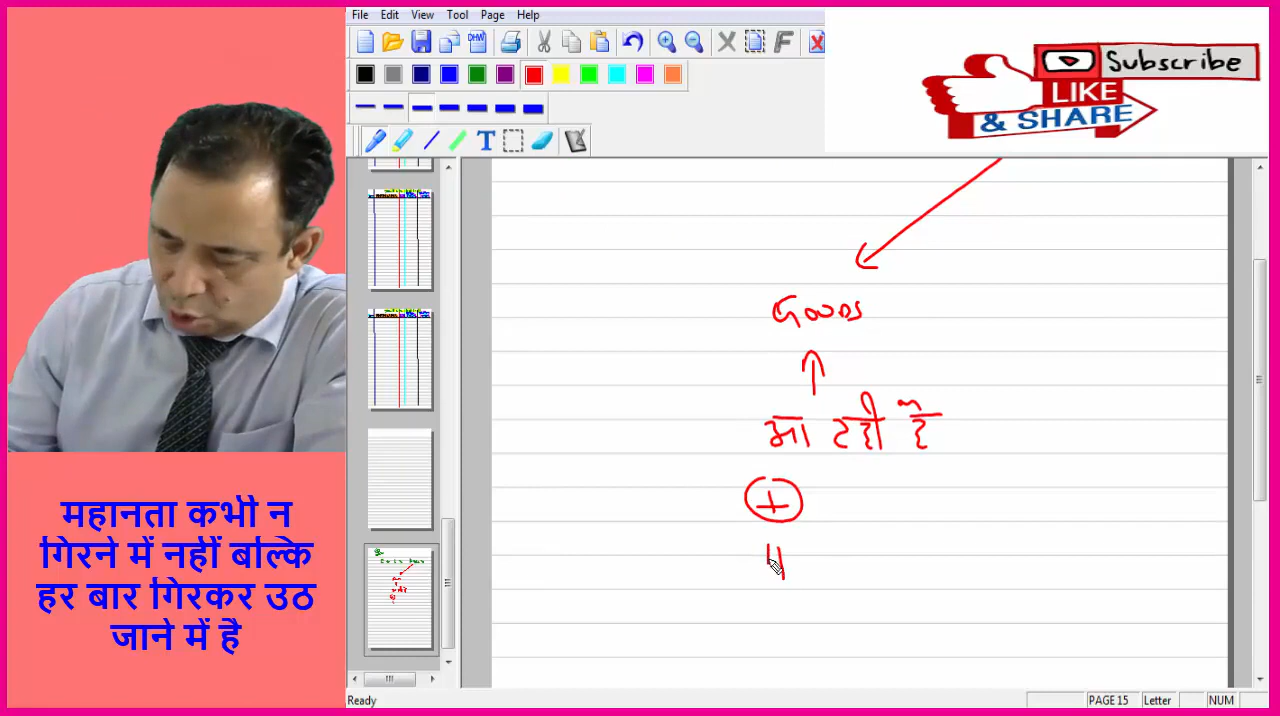 File Edit View Tool Page Help
DHW
Subscribe
LIKE
& SHARE
Goods
आ रही है
+
महानता कभी न
गिरने में नहीं बल्कि
हर बार गिरकर उठ
जाने में है
Ready
PAGE 15 Letter NUM